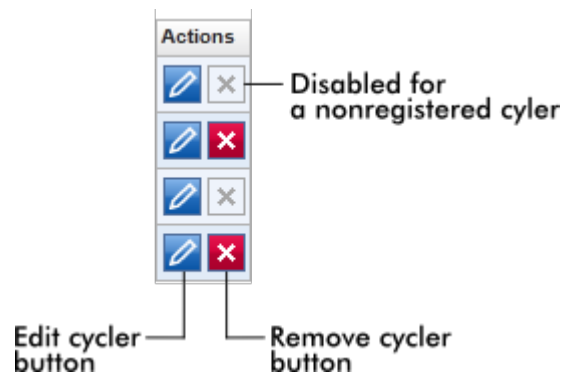 Actions
Disabled for
a nonregistered cyler
Edit cycler
button
Remove cycler
button